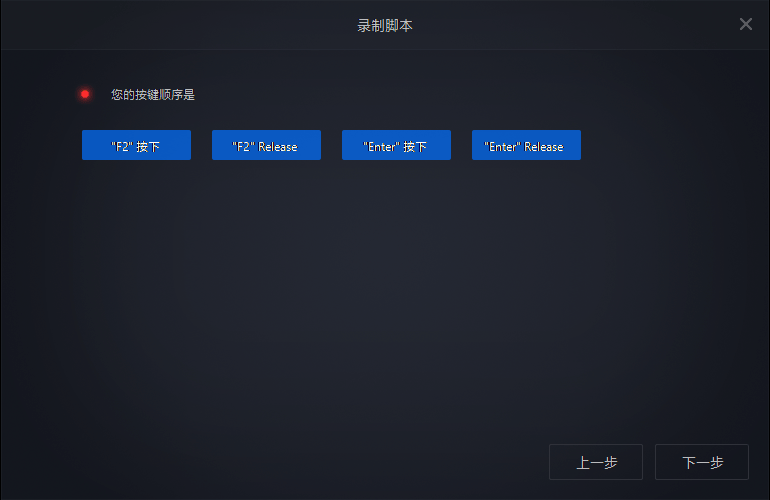 录制脚本
您的按键顺序是
"F2" 按下 "F2" Release "Enter" 按下 "Enter" Release
上一步 下一步